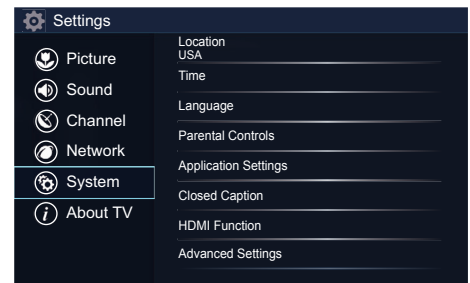 Settings
Picture
Sound
Channel
Network
System
About TV
Location
USA
Time
Language
Parental Controls
Application Settings
Closed Caption
HDMI Function
Advanced Settings